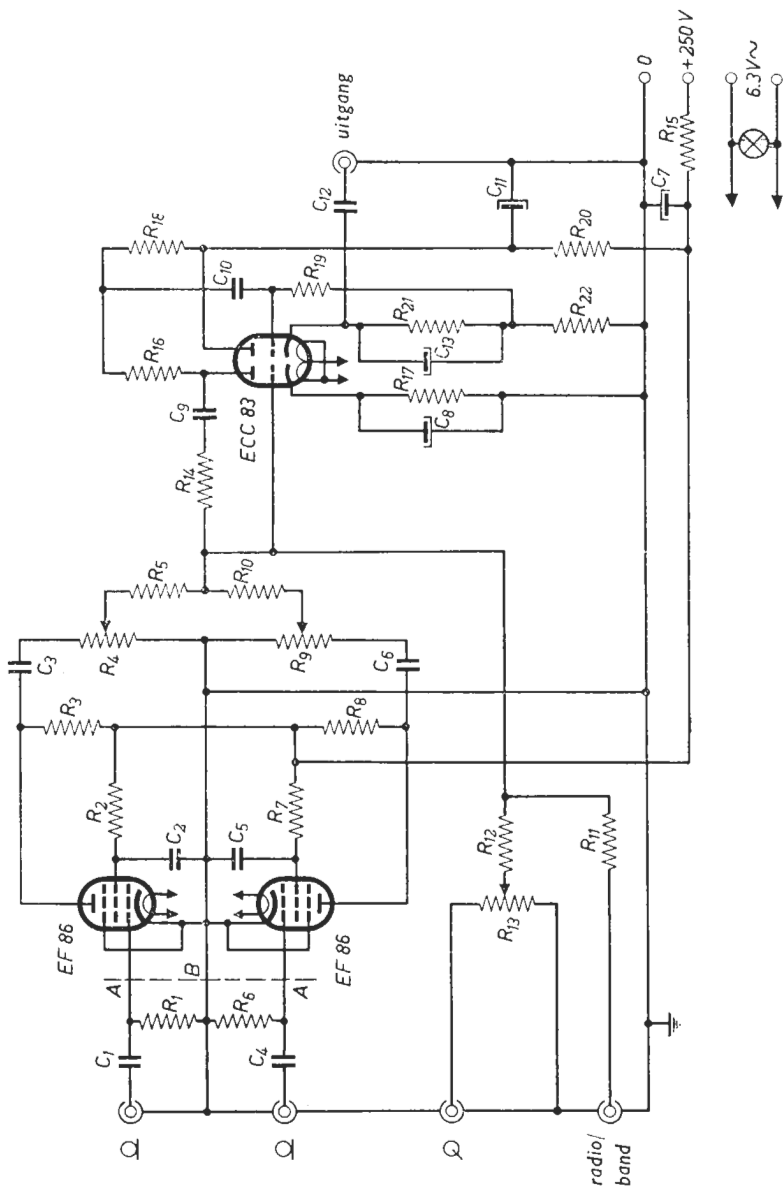 C1
R1
A
B
R6
C4
A
EF 86
EF 86
R2
C2
C5
R7
R3
R8
C3
R4
R9
C6
R5
R10
R14
C9
R16
R18
C10
R19
ECC 83
R17
C8
R21
C13
R22
C12
uitgang
C11
R20
0
C7
R15
+250 V
6.3V~
R12
R13
R11
radio/
band